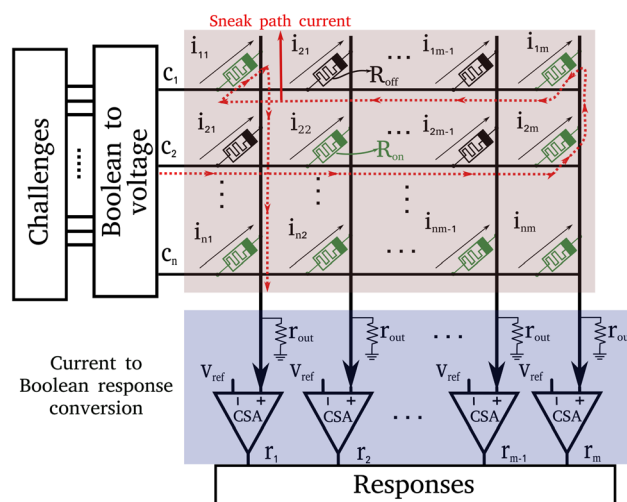 Sneak path current
i11 i21 ... i1m-1 i1m
Roff
C1
i21 i22 ... i2m-1 i2m
Ron
C2
in1 in2 ... inm-1 inm
Cn
Challenges
Boolean to
voltage
rout rout ... rout rout
Current to
Boolean response
conversion
Vref Vref Vref Vref
- + - + - + - +
CSA CSA ... CSA CSA
r1 r2 rm-1 rm
Responses